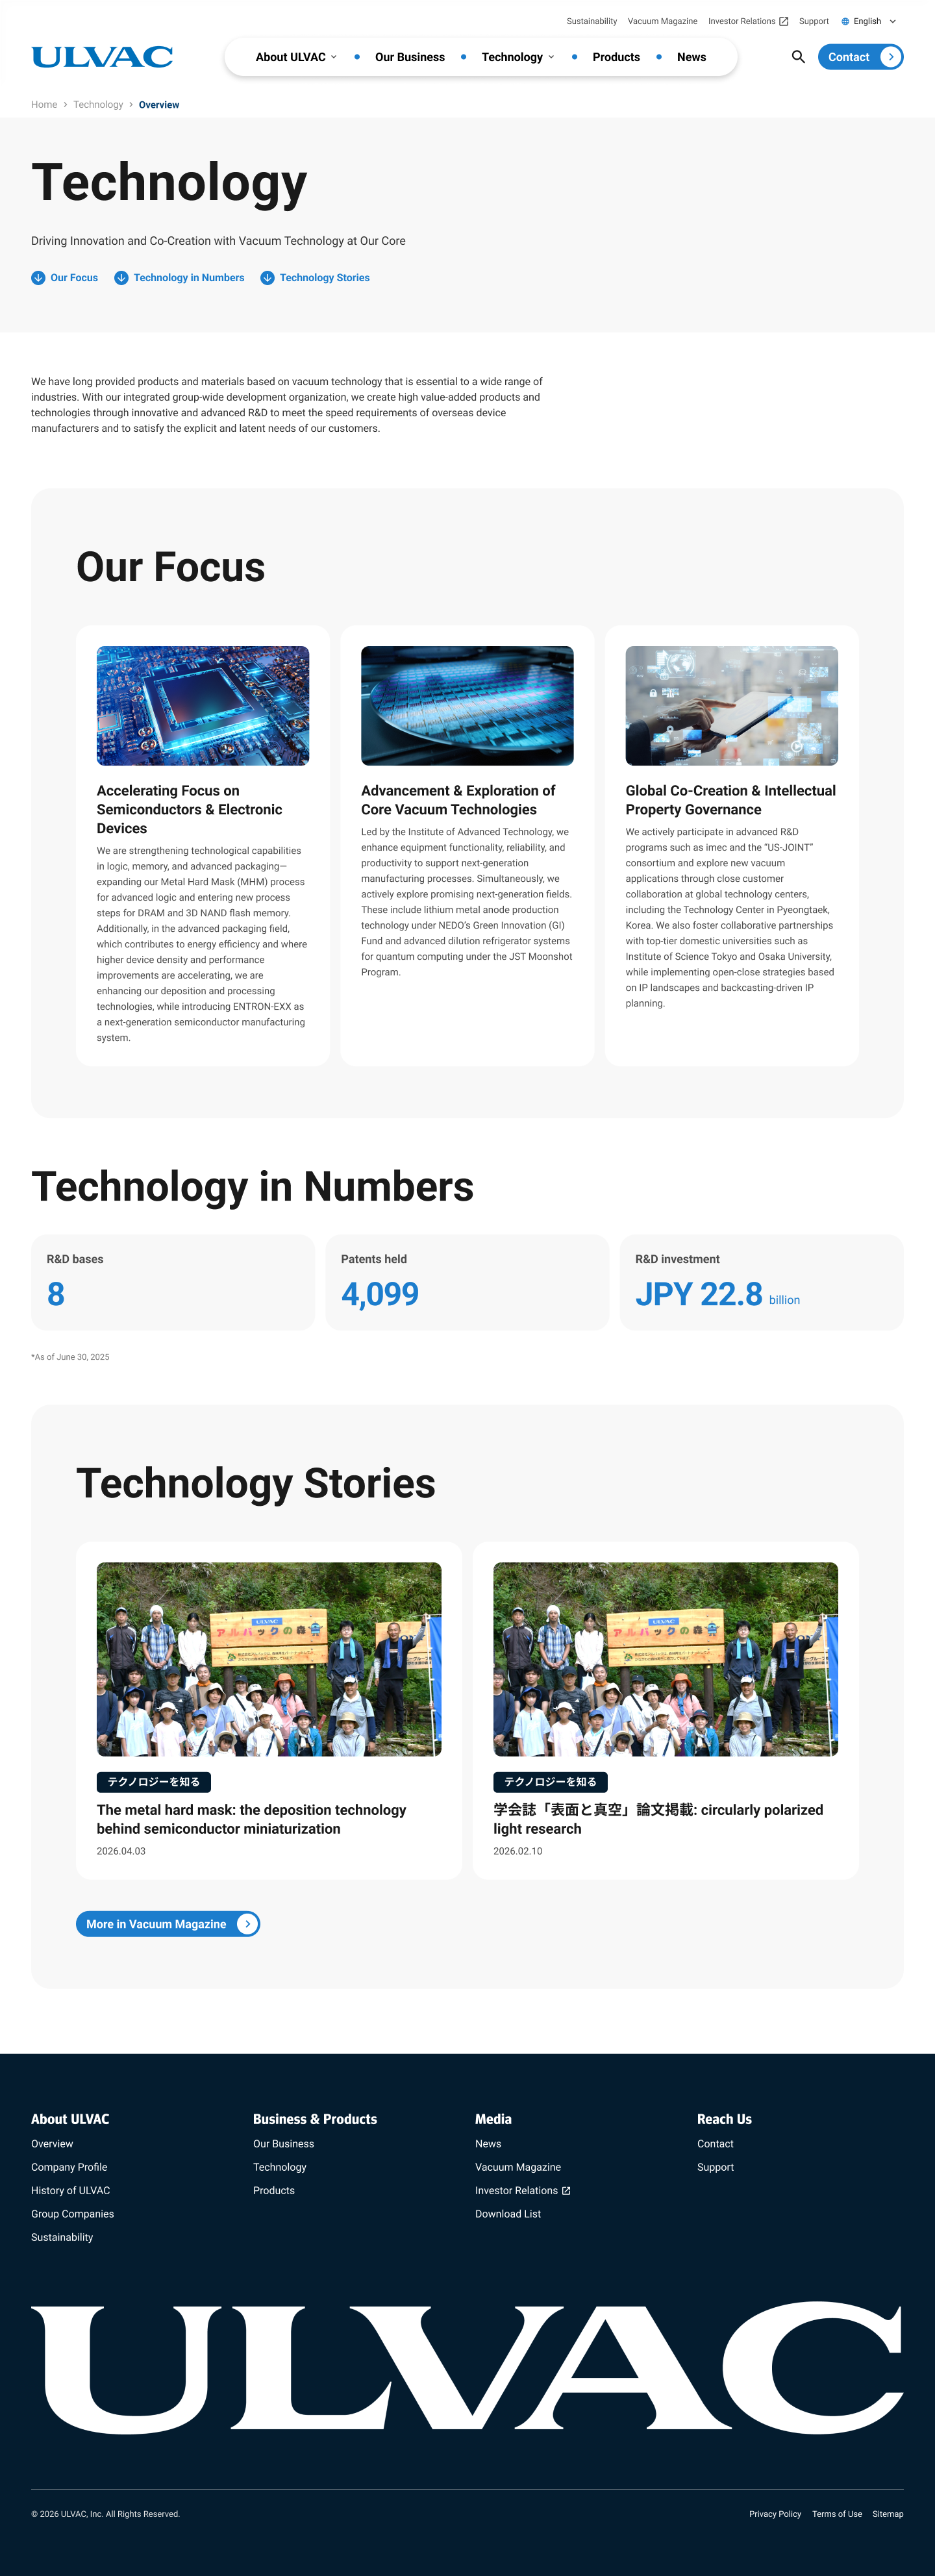 Sustainability Vacuum Magazine Investor Relations Support English
ULVAC
About ULVAC Our Business Technology Products News
Contact
Home Technology Overview
Technology
Driving Innovation and Co-Creation with Vacuum Technology at Our Core
Our Focus Technology in Numbers Technology Stories
We have long provided products and materials based on vacuum technology that is essential to a wide range of
industries. With our integrated group-wide development organization, we create high value-added products and
technologies through innovative and advanced R&D to meet the speed requirements of overseas device
manufacturers and to satisfy the explicit and latent needs of our customers.
Our Focus
Accelerating Focus on
Semiconductors & Electronic
Devices
We are strengthening technological capabilities
in logic, memory, and advanced packaging—
expanding our Metal Hard Mask (MHM) process
for advanced logic and entering new process
steps for DRAM and 3D NAND flash memory.
Additionally, in the advanced packaging field,
which contributes to energy efficiency and where
higher device density and performance
improvements are accelerating, we are
enhancing our deposition and processing
technologies, while introducing ENTRON-EXX as
a next-generation semiconductor manufacturing
system.
Advancement & Exploration of
Core Vacuum Technologies
Led by the Institute of Advanced Technology, we
enhance equipment functionality, reliability, and
productivity to support next-generation
manufacturing processes. Simultaneously, we
actively explore promising next-generation fields.
These include lithium metal anode production
technology under NEDO's Green Innovation (GI)
Fund and advanced dilution refrigerator systems
for quantum computing under the JST Moonshot
Program.
Global Co-Creation & Intellectual
Property Governance
We actively participate in advanced R&D
programs such as imec and the “US-JOINT”
consortium and explore new vacuum
applications through close customer
collaboration at global technology centers,
including the Technology Center in Pyeongtaek,
Korea. We also foster collaborative partnerships
with top-tier domestic universities such as
Institute of Science Tokyo and Osaka University,
while implementing open-close strategies based
on IP landscapes and backcasting-driven IP
planning.
Technology in Numbers
R&D bases
8
Patents held
4,099
R&D investment
JPY 22.8 billion
*As of June 30, 2025
Technology Stories
ULVAC
アルバックの森
テクノロジーを知る
The metal hard mask: the deposition technology
behind semiconductor miniaturization
2026.04.03
ULVAC
アルバックの森
テクノロジーを知る
学会誌「表面と真空」論文掲載: circularly polarized
light research
2026.02.10
More in Vacuum Magazine
About ULVAC
Overview
Company Profile
History of ULVAC
Group Companies
Sustainability
Business & Products
Our Business
Technology
Products
Media
News
Vacuum Magazine
Investor Relations
Download List
Reach Us
Contact
Support
ULVAC
© 2026 ULVAC, Inc. All Rights Reserved.
Privacy Policy Terms of Use Sitemap